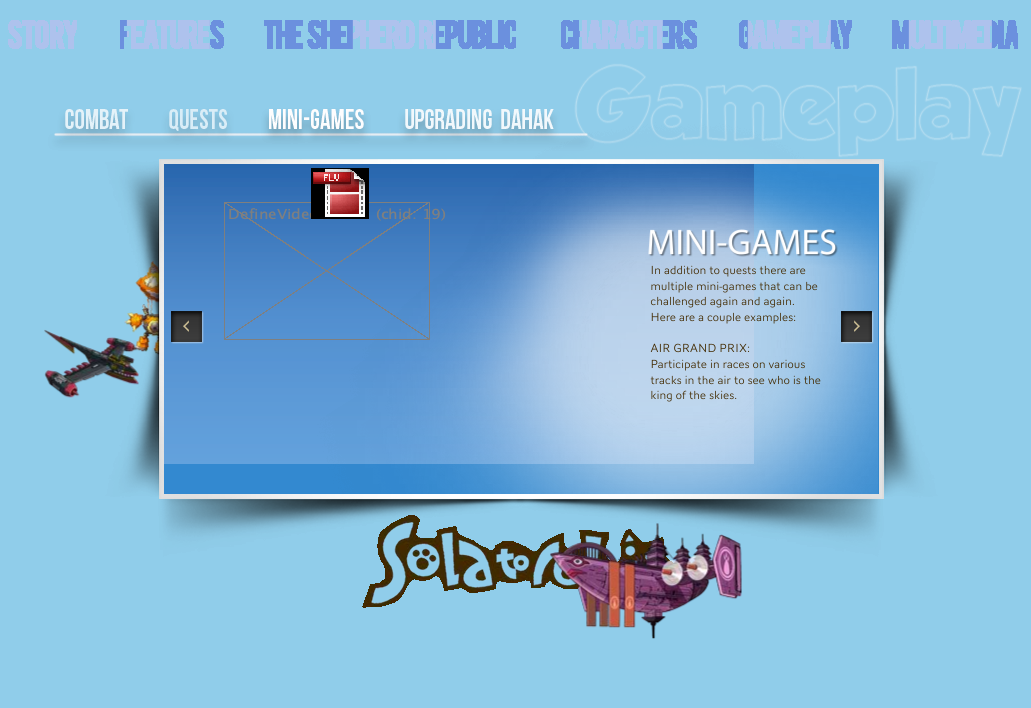 STORY FEATURES THE SHEPHERD REPUBLIC CHARACTERS GAMEPLAY MULTIMEDIA
Gameplay
COMBAT QUESTS MINI-GAMES UPGRADING DAHAK
FLV
(chid: 19)
MINI-GAMES
In addition to quests there are
multiple mini-games that can be
challenged again and again.
Here are a couple examples:
AIR GRAND PRIX:
Participate in races on various
tracks in the air to see who is the
king of the skies.
Solato